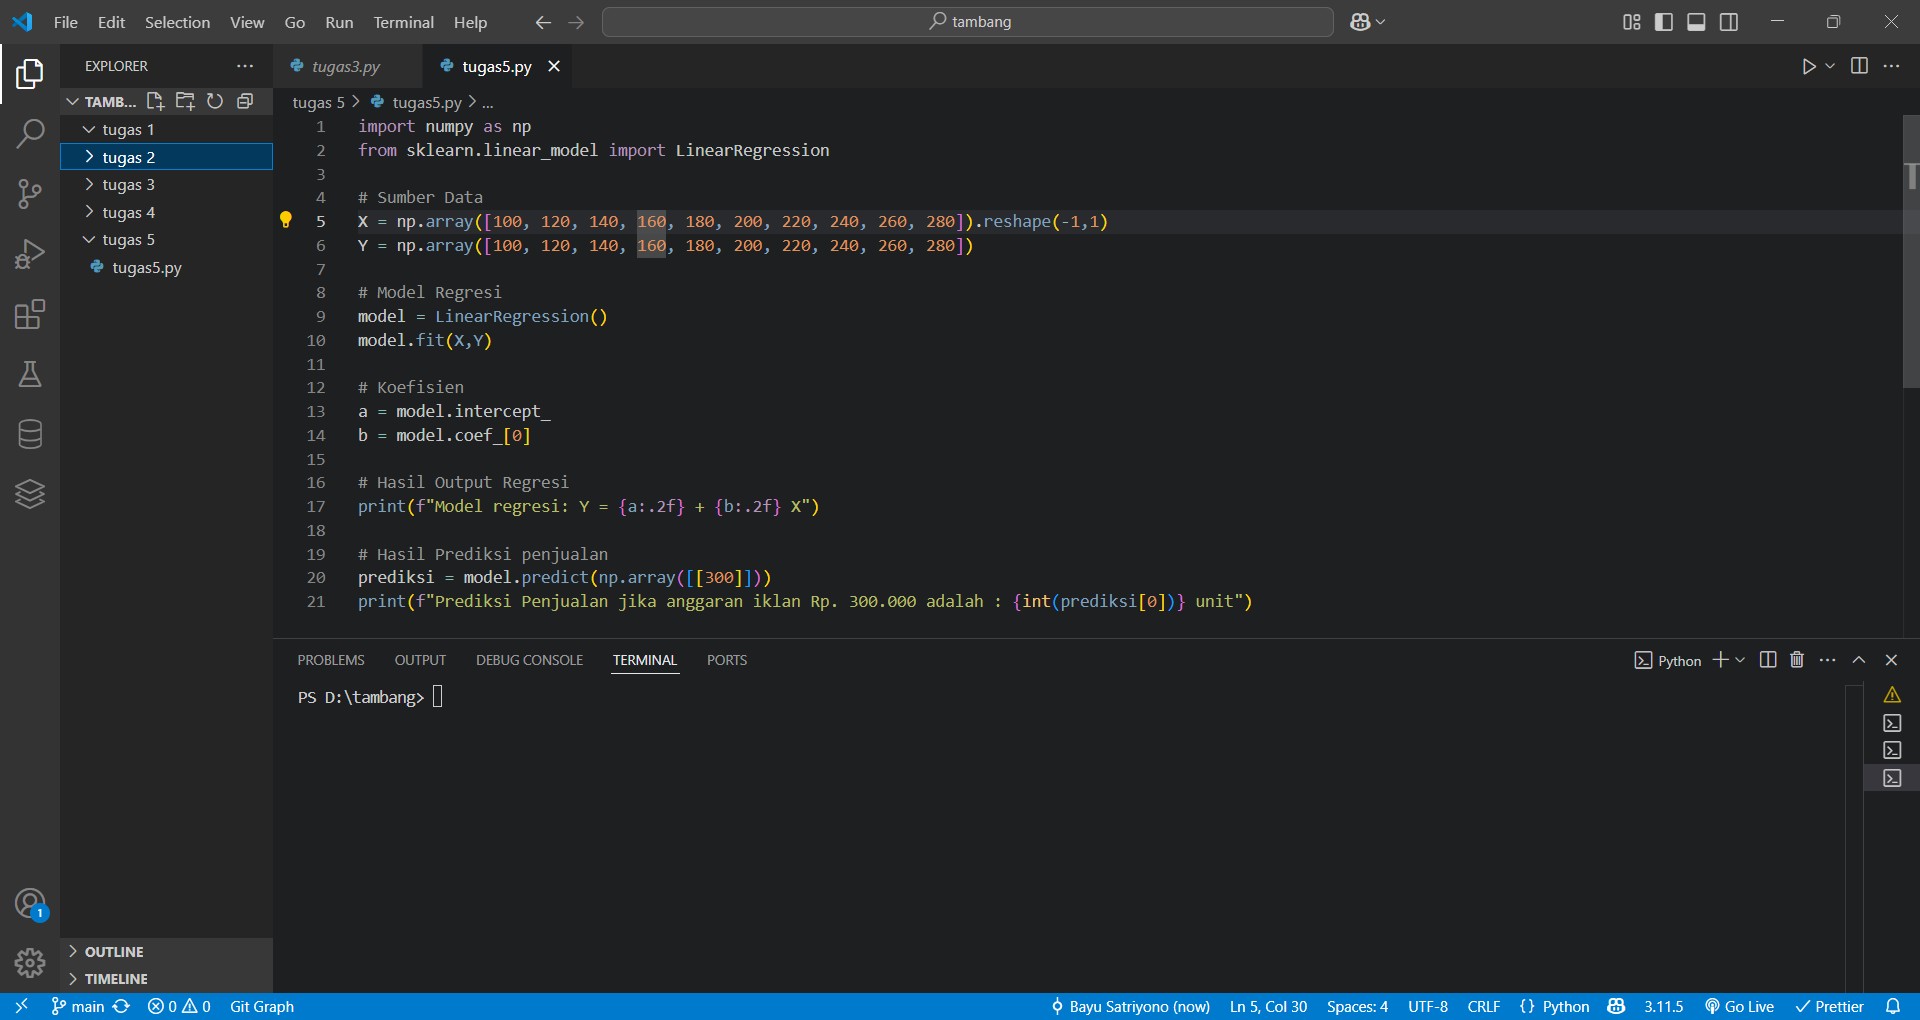 File Edit Selection View Go Run Terminal Help
tambang
EXPLORER
TAMB...
tugas 1
tugas 2
tugas 3
tugas 4
tugas 5
tugas5.py
OUTLINE
TIMELINE
tugas3.py tugas5.py
tugas 5 > tugas5.py > ...
1 import numpy as np
2 from sklearn.linear_model import LinearRegression
3
4 # Sumber Data
5 X = np.array([100, 120, 140, 160, 180, 200, 220, 240, 260, 280]).reshape(-1,1)
6 Y = np.array([100, 120, 140, 160, 180, 200, 220, 240, 260, 280])
7
8 # Model Regresi
9 model = LinearRegression()
10 model.fit(X,Y)
11
12 # Koefisien
13 a = model.intercept_
14 b = model.coef_[0]
15
16 # Hasil Output Regresi
17 print(f"Model regresi: Y = {a:.2f} + {b:.2f} X")
18
19 # Hasil Prediksi penjualan
20 prediksi = model.predict(np.array([[300]]))
21 print(f"Prediksi Penjualan jika anggaran iklan Rp. 300.000 adalah : {int(prediksi[0])} unit")
PROBLEMS OUTPUT DEBUG CONSOLE TERMINAL PORTS
Python
PS D:\tambang>
1
main 0 0 Git Graph
Bayu Satriyono (now) Ln 5, Col 30 Spaces: 4 UTF-8 CRLF {} Python 3.11.5 Go Live Prettier